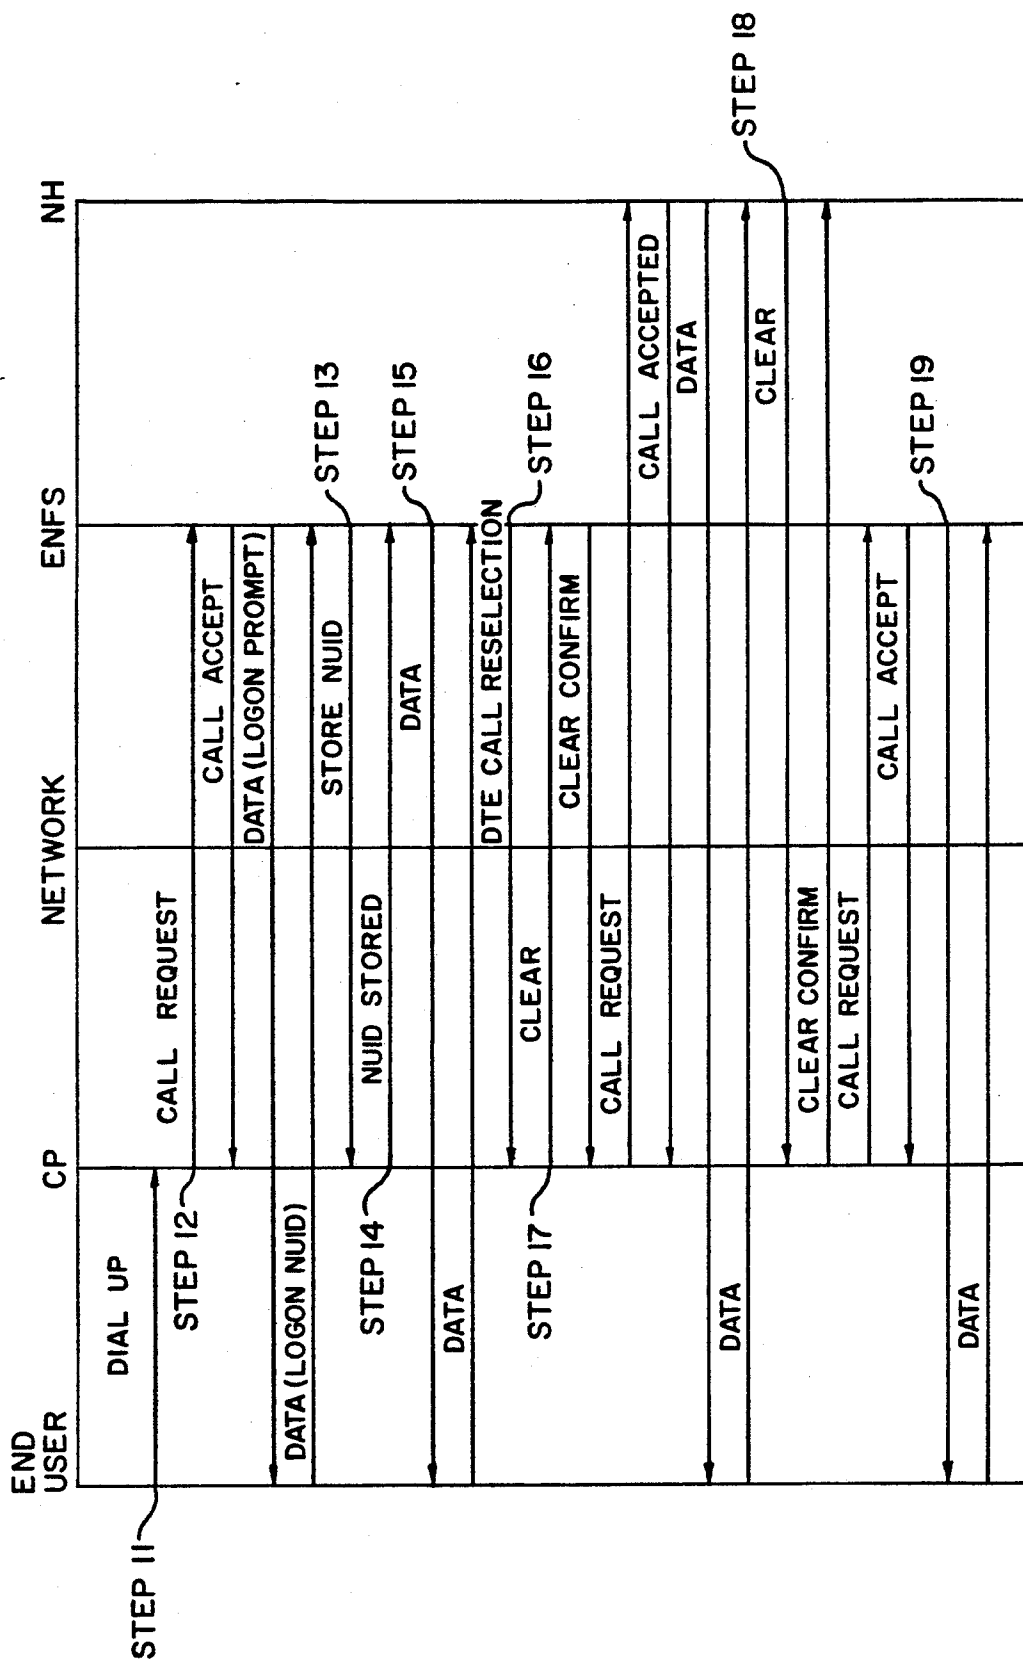 END
USER
CP
NETWORK
ENFS
NH
STEP 11
DIAL UP
STEP 12
CALL REQUEST
CALL ACCEPT
DATA (LOGON PROMPT)
DATA (LOGON NUID)
STORE NUID
STEP 13
STEP 14
NUID STORED
DATA
STEP 15
DATA
DTE CALL RESELECTION
STEP 16
STEP 17
CLEAR
CLEAR CONFIRM
CALL REQUEST
CALL ACCEPTED
DATA
DATA
CLEAR
STEP 18
CLEAR CONFIRM
CALL REQUEST
CALL ACCEPT
STEP 19
DATA